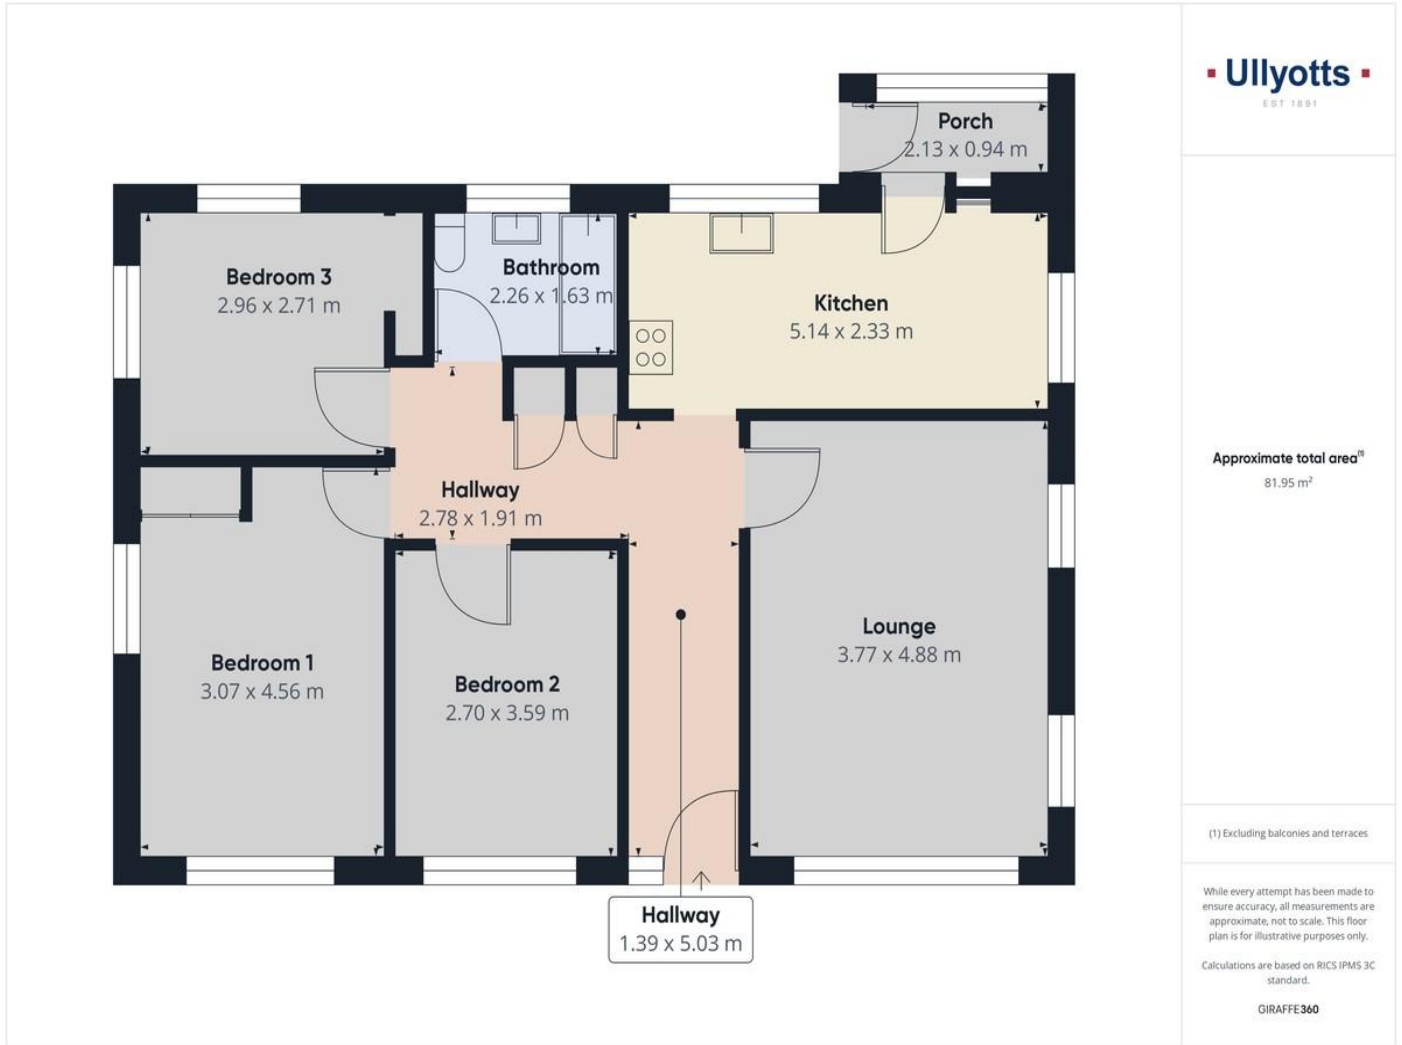 Ullyotts
EST 1891
Porch
2.13 x 0.94 m
Bedroom 3
2.96 x 2.71 m
Bathroom
2.26 x 1.63 m
Kitchen
5.14 x 2.33 m
Hallway
2.78 x 1.91 m
Lounge
3.77 x 4.88 m
Bedroom 1
3.07 x 4.56 m
Bedroom 2
2.70 x 3.59 m
Hallway
1.39 x 5.03 m
Approximate total area(1)
81.95 m²
(1) Excluding balconies and terraces
While every attempt has been made to
ensure accuracy, all measurements are
approximate, not to scale. This floor
plan is for illustrative purposes only.
Calculations are based on RICS IPMS 3C
standard.
GIRAFFE360